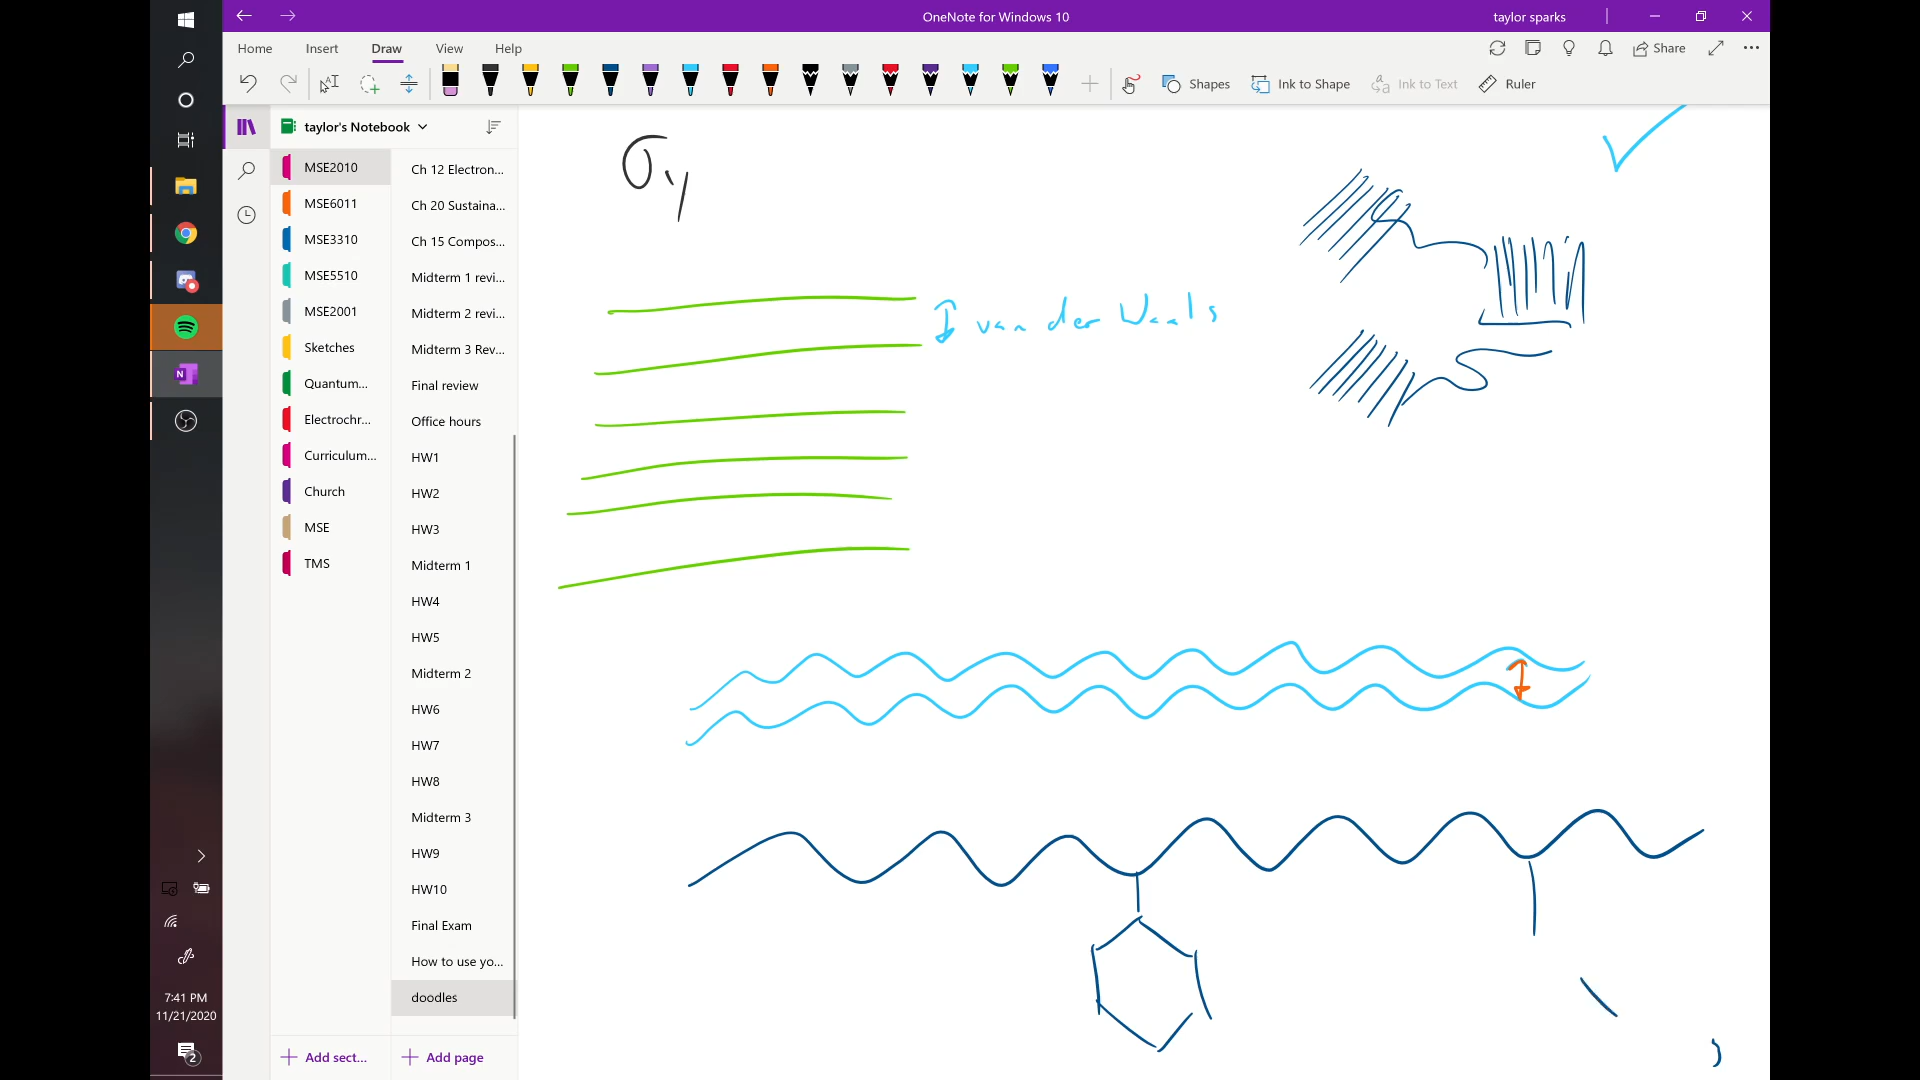 OneNote for Windows 10
taylor sparks
Home Insert Draw View Help
Share
Shapes Ink to Shape Ink to Text Ruler
taylor's Notebook
MSE2010
MSE6011
MSE3310
MSE5510
MSE2001
Sketches
Quantum...
Electrochr...
Curriculum...
Church
MSE
TMS
Add sect...
Ch 12 Electron...
Ch 20 Sustaina...
Ch 15 Compos...
Midterm 1 revi...
Midterm 2 revi...
Midterm 3 Rev...
Final review
Office hours
HW1
HW2
HW3
Midterm 1
HW4
HW5
Midterm 2
HW6
HW7
HW8
Midterm 3
HW9
HW10
Final Exam
How to use yo...
doodles
Add page
σy
van der Waals
7:41 PM
11/21/2020
2